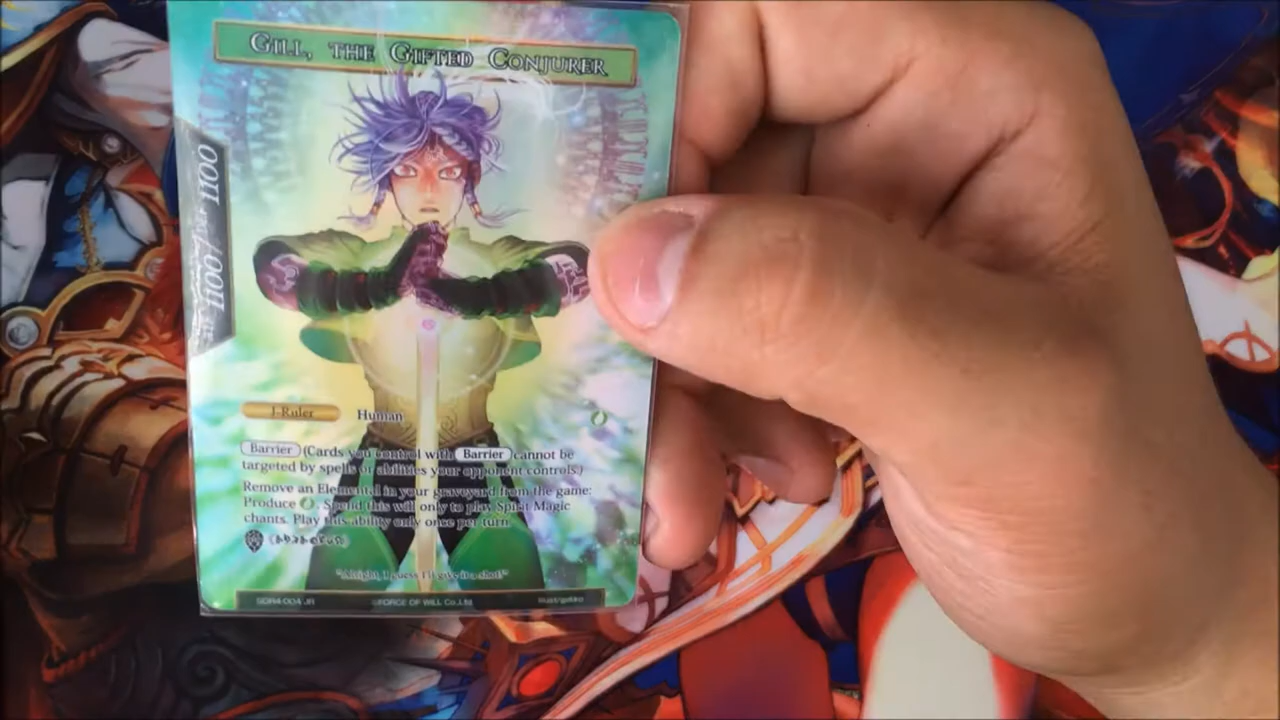 GILL, THE GIFTED CONJURER
1100 / 1100
J-Ruler Human
Barrier (Cards you control with Barrier cannot be
targeted by spells or abilities your opponent controls.)
Remove an Elemental in your graveyard from the game:
Produce . Spend this will only to play Spirit Magic
chants. Play this ability only once per turn.
"Alright, I guess I'll give it a shot!"
SDR4-004 JR ©FORCE OF WILL Co.,Ltd.